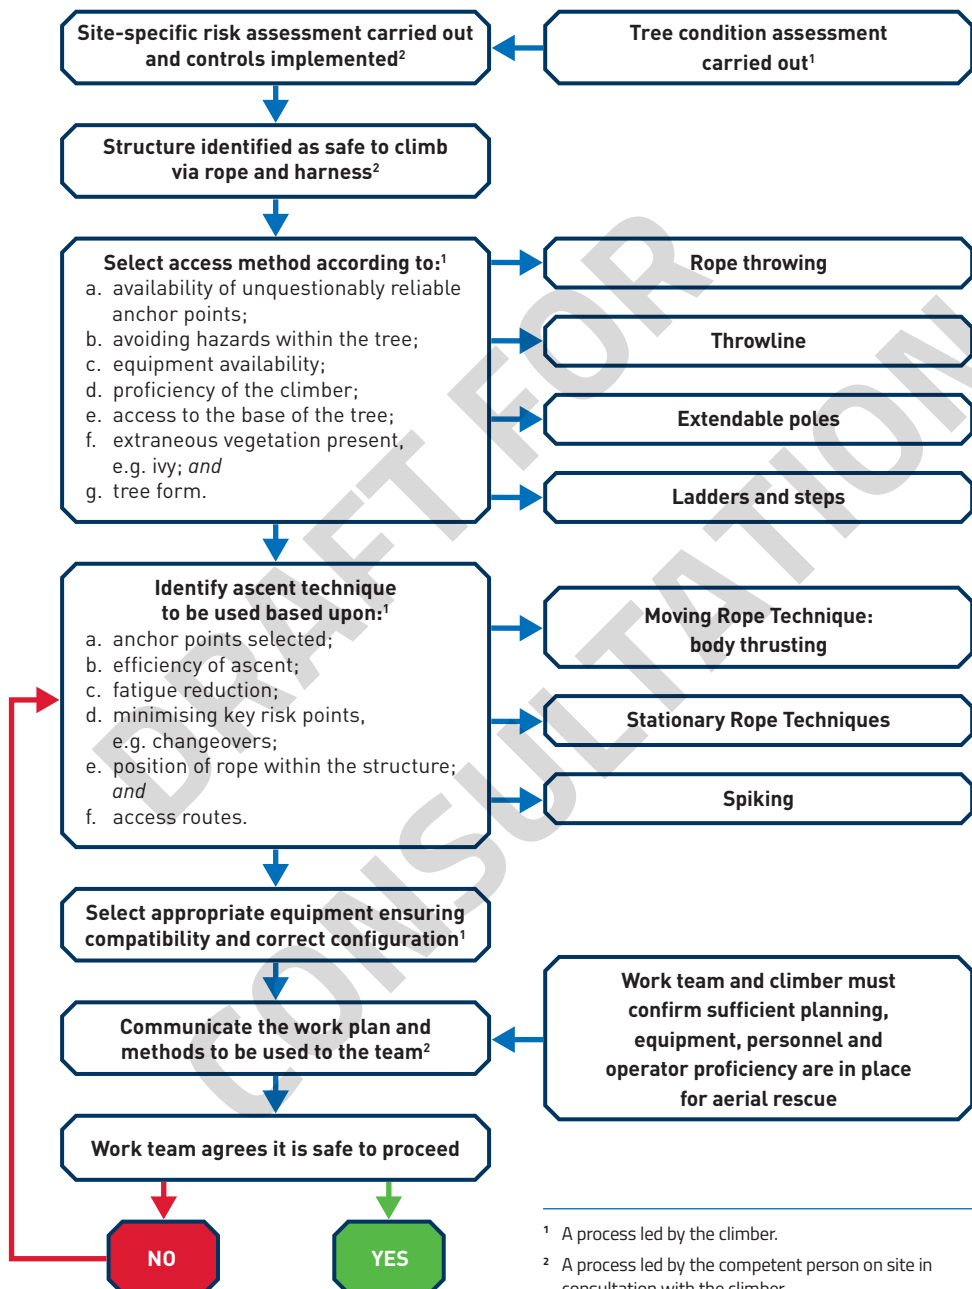 Site-specific risk assessment carried out
and controls implemented²
Tree condition assessment
carried out¹
Structure identified as safe to climb
via rope and harness²
Select access method according to:¹
a. availability of unquestionably reliable
anchor points;
b. avoiding hazards within the tree;
c. equipment availability;
d. proficiency of the climber;
e. access to the base of the tree;
f. extraneous vegetation present,
e.g. ivy; and
g. tree form.
Rope throwing
Throwline
Extendable poles
Ladders and steps
Identify ascent technique
to be used based upon:¹
a. anchor points selected;
b. efficiency of ascent;
c. fatigue reduction;
d. minimising key risk points,
e.g. changeovers;
e. position of rope within the structure;
and
f. access routes.
Moving Rope Technique:
body thrusting
Stationary Rope Techniques
Spiking
Select appropriate equipment ensuring
compatibility and correct configuration¹
Communicate the work plan and
methods to be used to the team²
Work team and climber must
confirm sufficient planning,
equipment, personnel and
operator proficiency are in place
for aerial rescue
Work team agrees it is safe to proceed
NO
YES
¹ A process led by the climber.
² A process led by the competent person on site in
consultation with the climber
DRAFT FOR
CONSULTATION